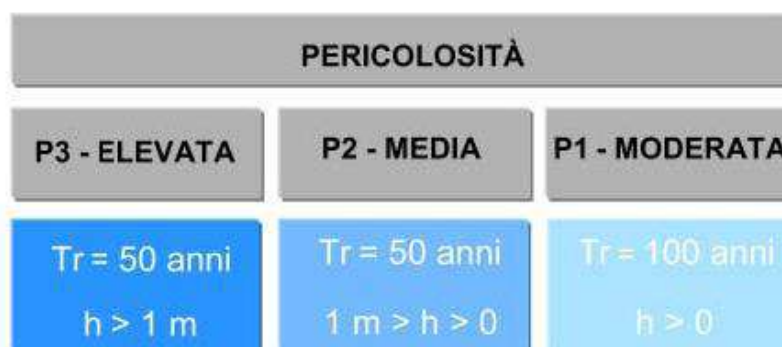 PERICOLOSITÀ
P3 - ELEVATA
P2 - MEDIA
P1 - MODERATA
Tr = 50 anni
h > 1 m
Tr = 50 anni
1 m > h > 0
Tr = 100 anni
h > 0